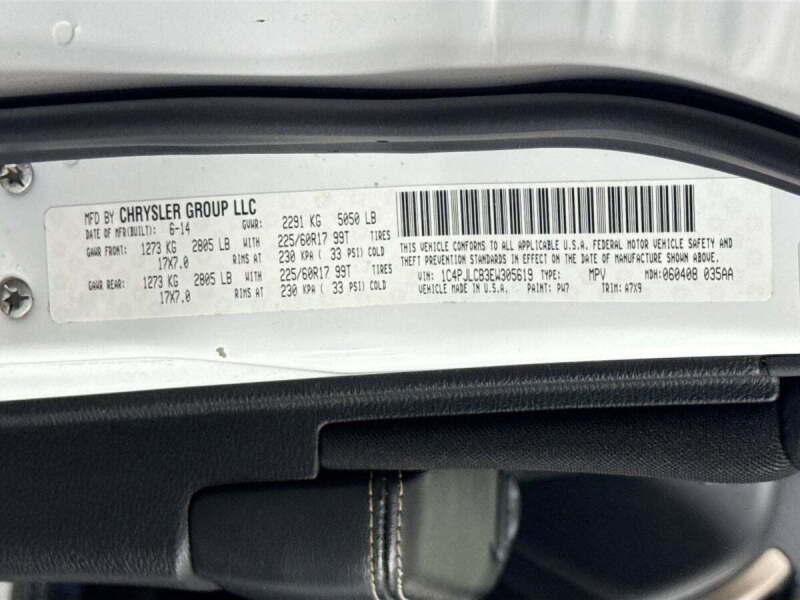 MFD BY CHRYSLER GROUP LLC
DATE OF MFR(BUILT): 6-14 GVWR: 2291 KG 5050 LB
GAWR FRONT: 1273 KG 2805 LB WITH 225/60R17 99T TIRES
17X7.0 RIMS AT 230 KPA ( 33 PSI) COLD
GAWR REAR: 1273 KG 2805 LB WITH 225/60R17 99T TIRES
17X7.0 RIMS AT 230 KPA ( 33 PSI) COLD
THIS VEHICLE CONFORMS TO ALL APPLICABLE U.S.A. FEDERAL MOTOR VEHICLE SAFETY AND
THEFT PREVENTION STANDARDS IN EFFECT ON THE DATE OF MANUFACTURE SHOWN ABOVE.
VIN: 1C4PJLCB3EW305619 TYPE: MPV MDH: 060408 035AA
VEHICLE MADE IN U.S.A. PAINT: PW7 TRIM: A7X9